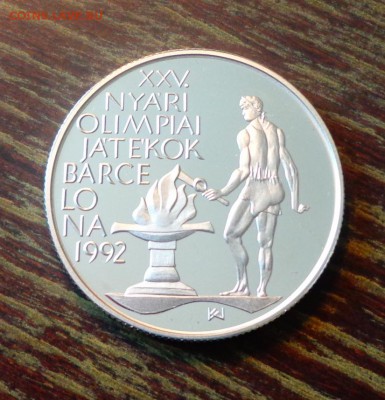 XXV.
NYÁRI
OLIMPIAI
JÁTÉKOK
BARCE
LO
NA
1992